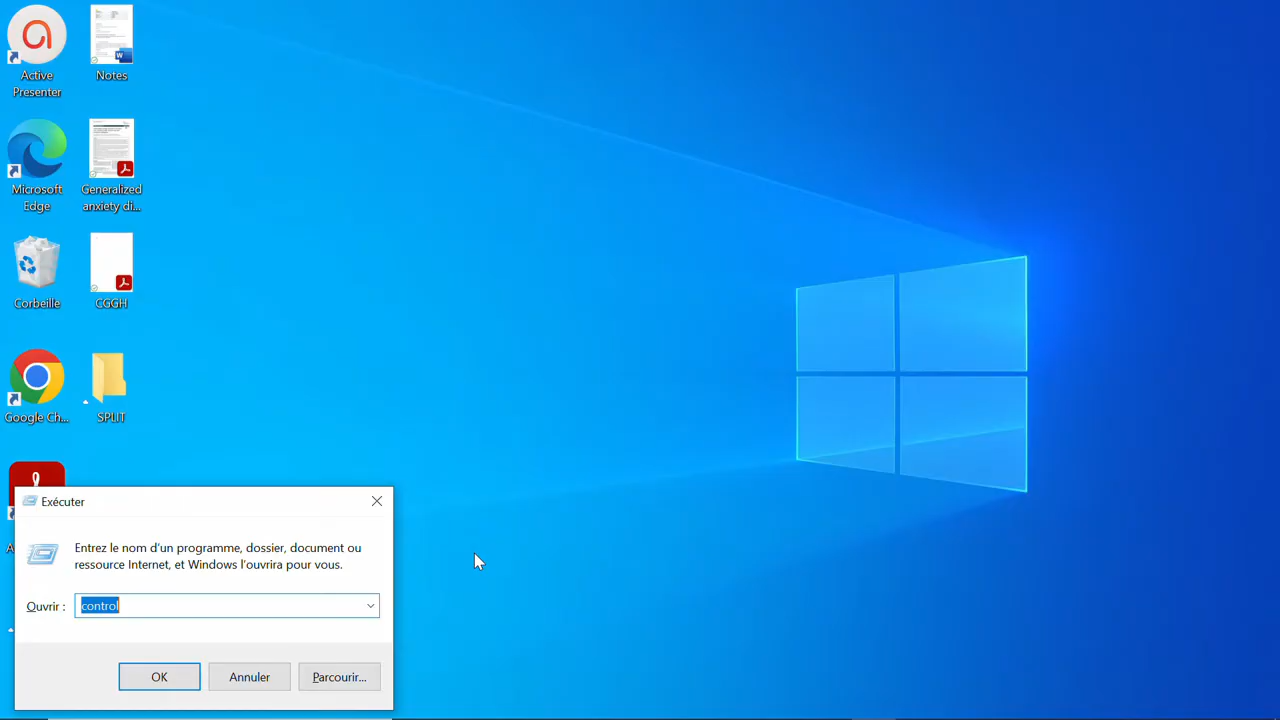 Active
Presenter
Notes
Microsoft
Edge
Generalized
anxiety di...
Corbeille
CGGH
Google Ch...
SPLIT
Exécuter
Entrez le nom d'un programme, dossier, document ou
ressource Internet, et Windows l'ouvrira pour vous.
Ouvrir :
control
OK
Annuler
Parcourir...